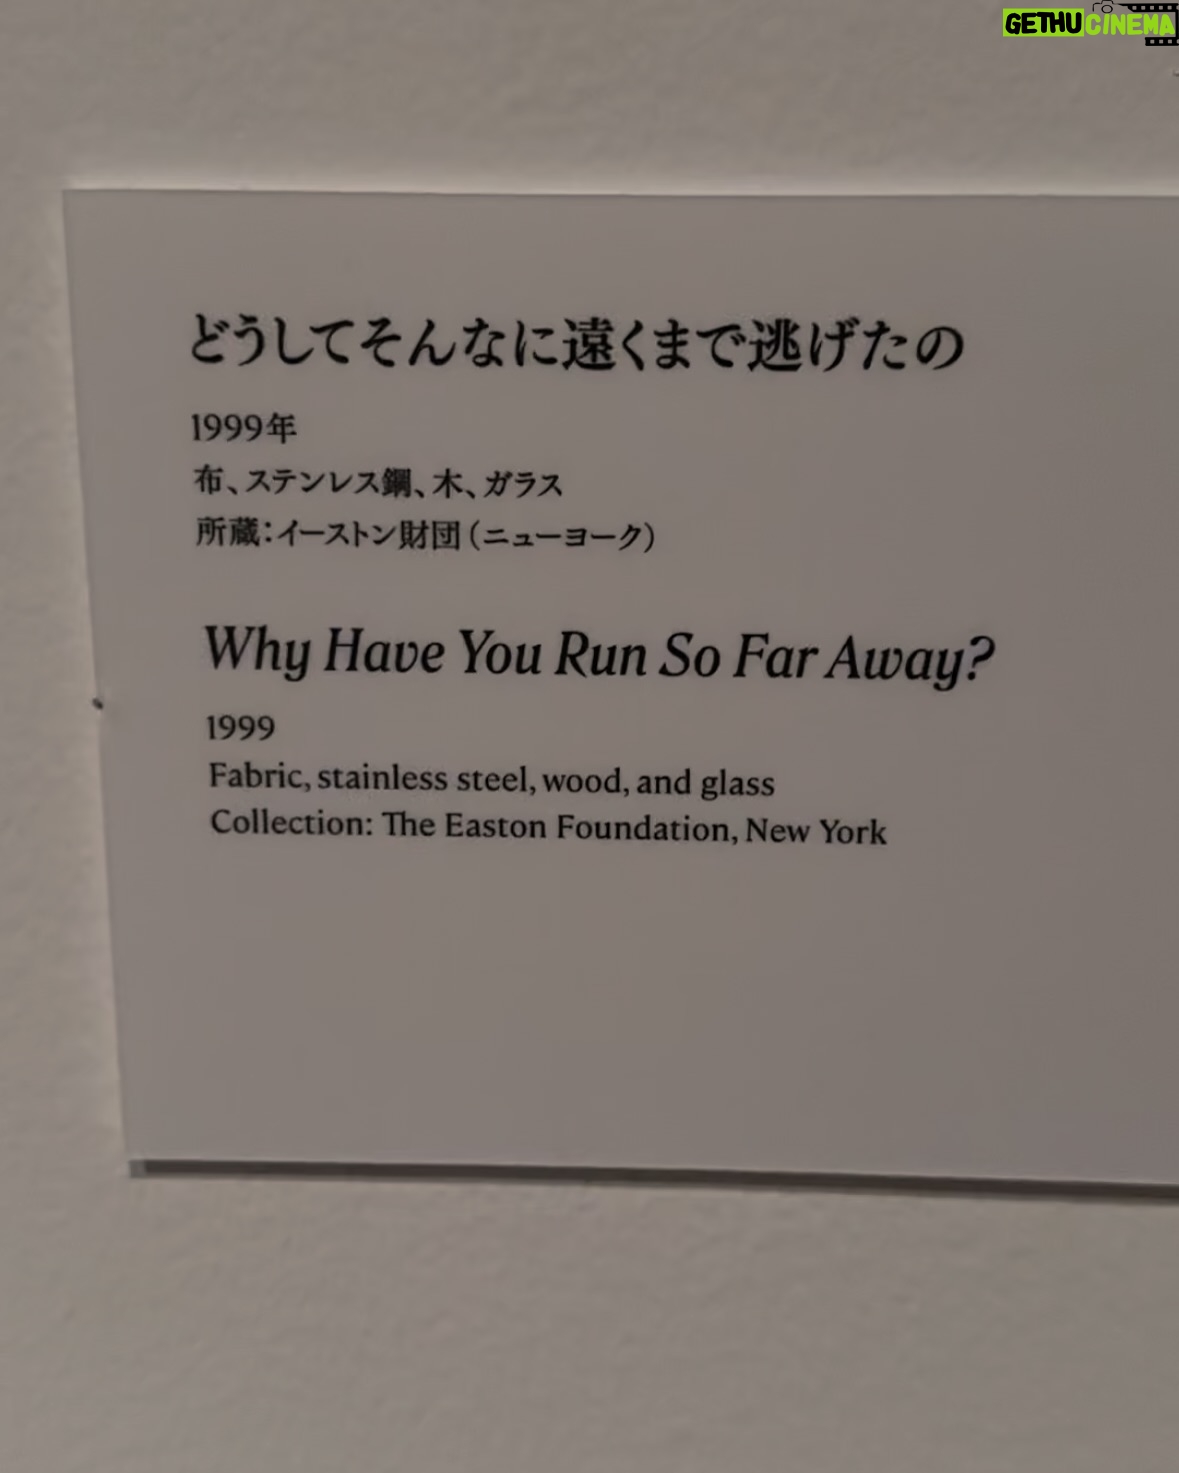 GETHUCINEMA
どうしてそんなに遠くまで逃げたの
1999年
布、ステンレス鋼、木、ガラス
所蔵：イーストン財団（ニューヨーク）
Why Have You Run So Far Away?
1999
Fabric, stainless steel, wood, and glass
Collection: The Easton Foundation, New York